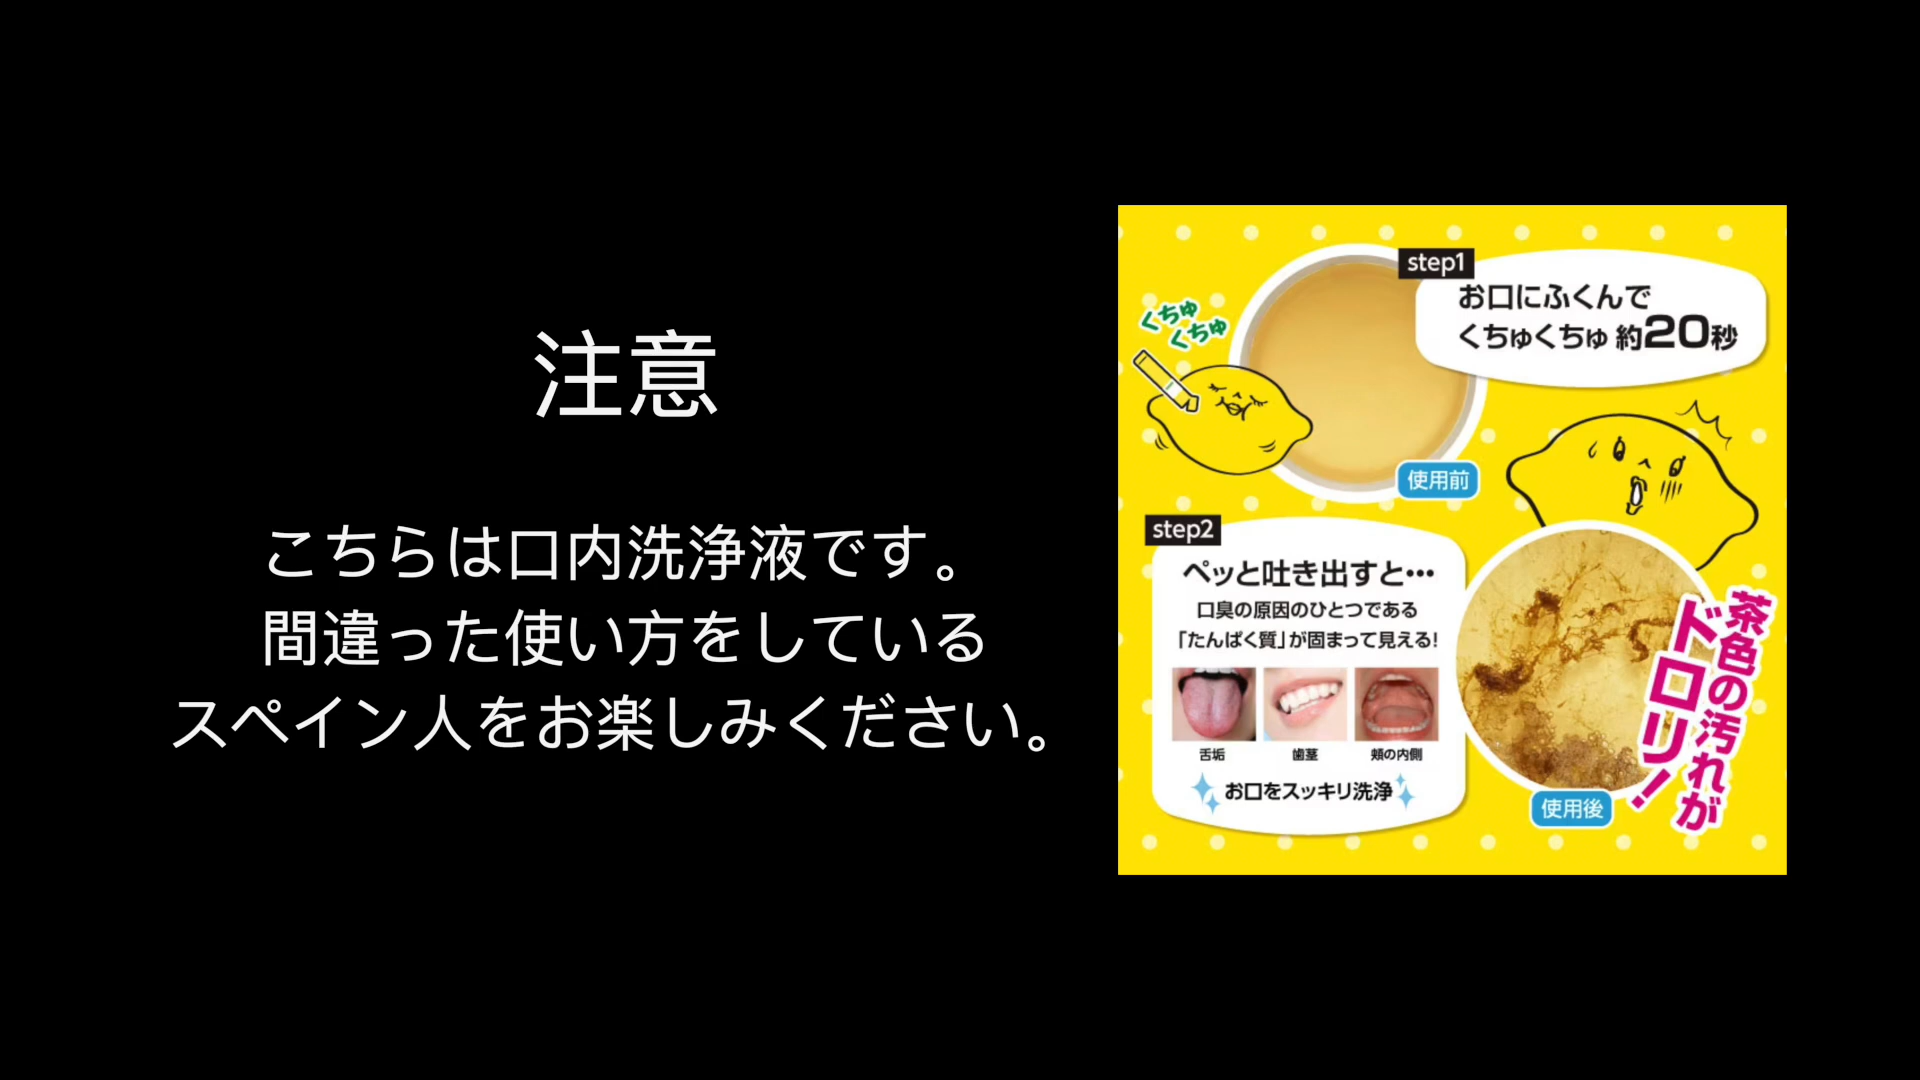 注意
こちらは口内洗浄液です。
間違った使い方をしている
スペイン人をお楽しみください。
step1
お口にふくんで
くちゅくちゅ 約20秒
くちゅ
くちゅ
使用前
step2
ペッと吐き出すと…
口臭の原因のひとつである
「たんぱく質」が固まって見える!
舌垢
歯茎
頬の内側
お口をスッキリ洗浄
茶色の汚れが
ドロリ!
使用後